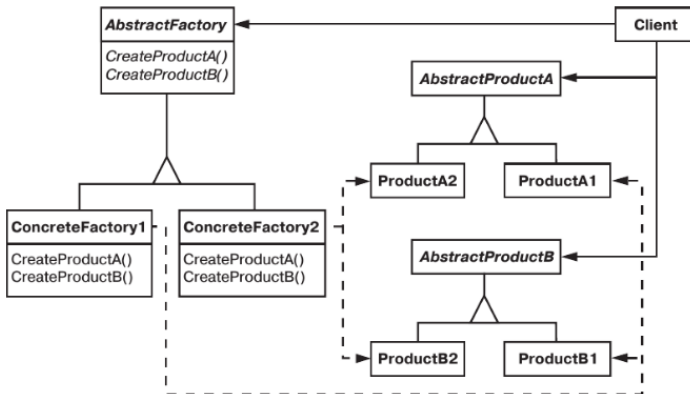 AbstractFactory
Client
CreateProductA()
CreateProductB()
AbstractProductA
ProductA2
ProductA1
ConcreteFactory1
ConcreteFactory2
CreateProductA()
CreateProductB()
CreateProductA()
CreateProductB()
AbstractProductB
ProductB2
ProductB1